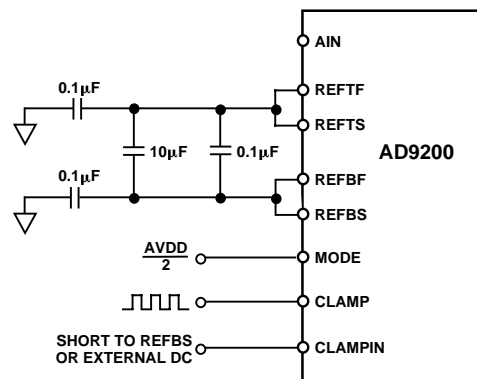 AIN
0.1µF
REFTF
REFTS
10µF
0.1µF
AD9200
0.1µF
REFBF
REFBS
AVDD
2
MODE
CLAMP
SHORT TO REFBS
OR EXTERNAL DC
CLAMPIN